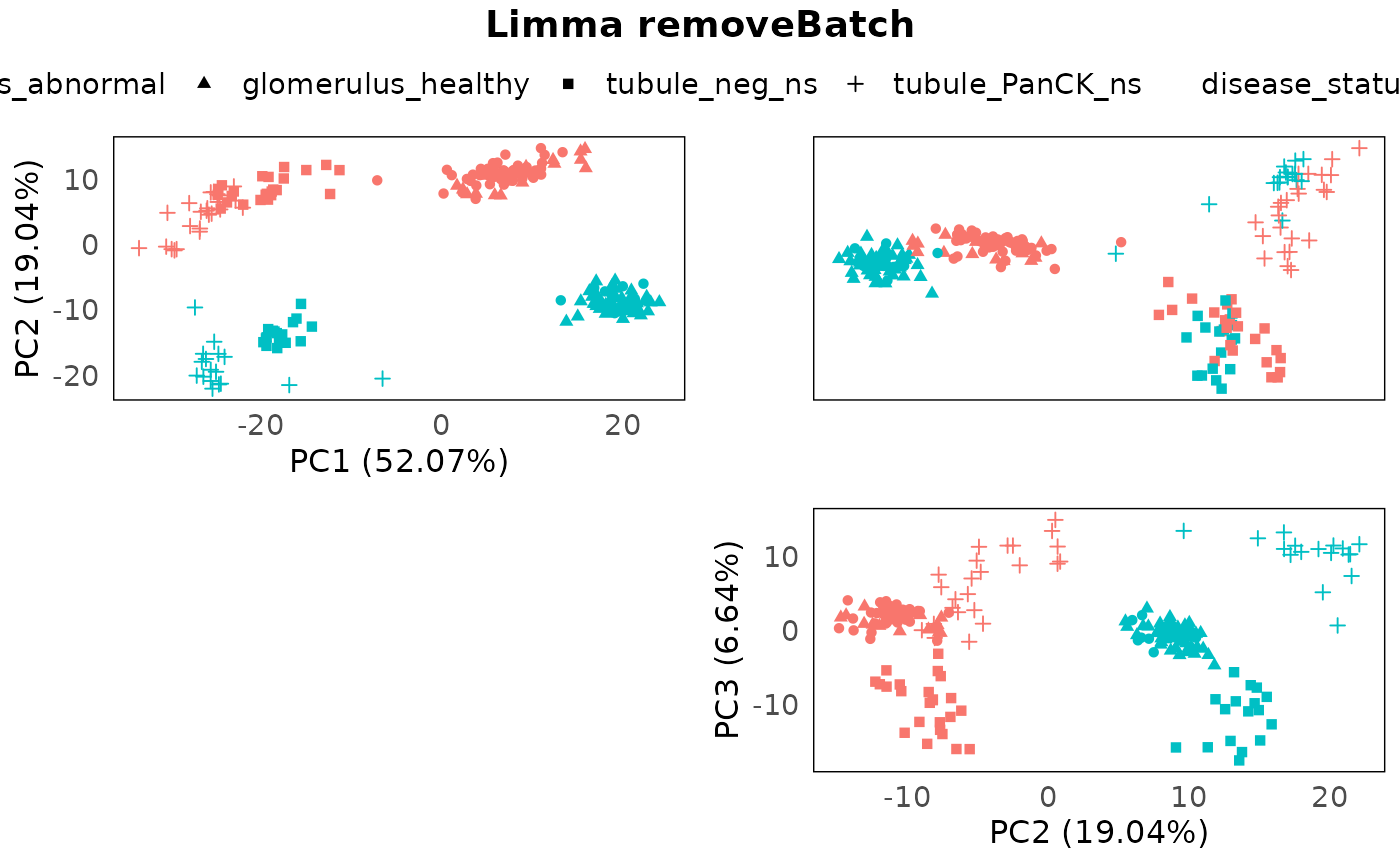 Limma removeBatch
s_abnormal glomerulus_healthy tubule_neg_ns tubule_PanCK_ns disease_statu
PC2 (19.04%)
10
0
-10
-20
-20 0 20
PC1 (52.07%)
PC3 (6.64%)
10
0
-10
-10 0 10 20
PC2 (19.04%)